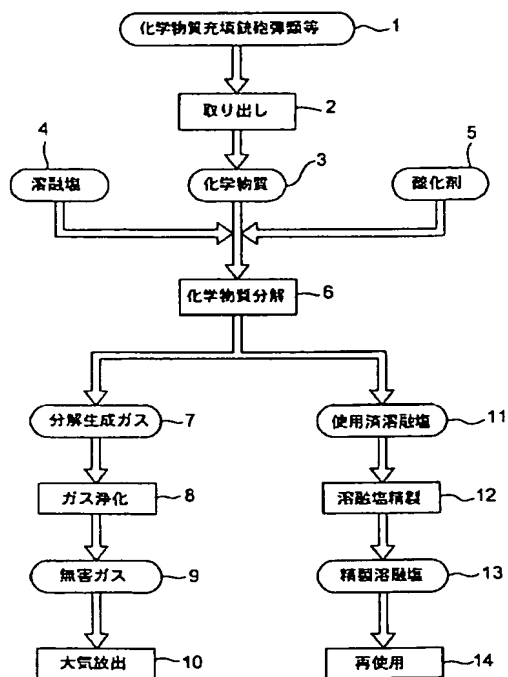 化学物質充填銃砲弾類等
1
取り出し
2
4
溶融塩
化学物質
3
5
酸化剤
化学物質分解
6
分解生成ガス
7
使用済溶融塩
11
ガス浄化
8
溶融塩精製
12
無害ガス
9
精製溶融塩
13
大気放出
10
再使用
14